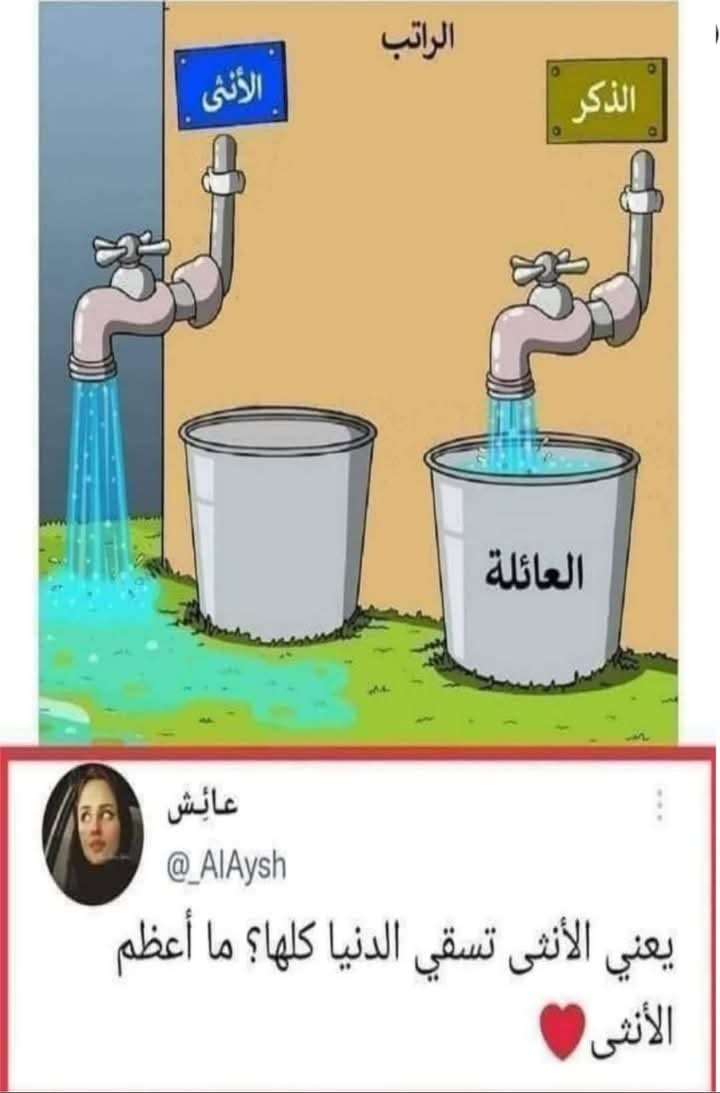 الراتب
الذكر
الأنثى
العائلة
عائِش
@_AlAysh
يعني الأنثى تسقي الدنيا كلها؟ ما أعظم
الأنثى❤